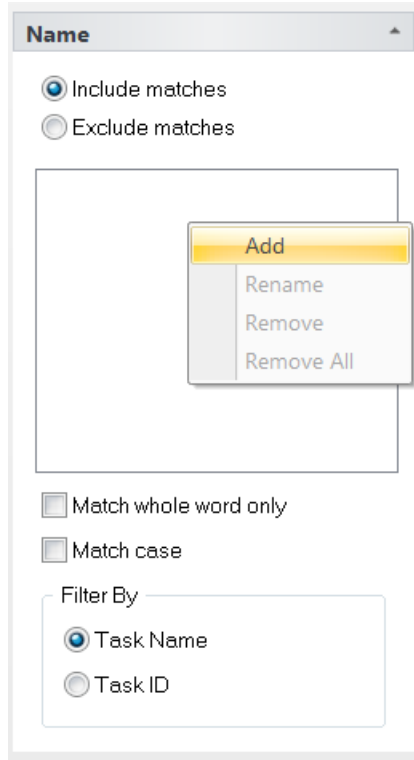 Name
Include matches
Exclude matches
Add
Rename
Remove
Remove All
Match whole word only
Match case
Filter By
Task Name
Task ID